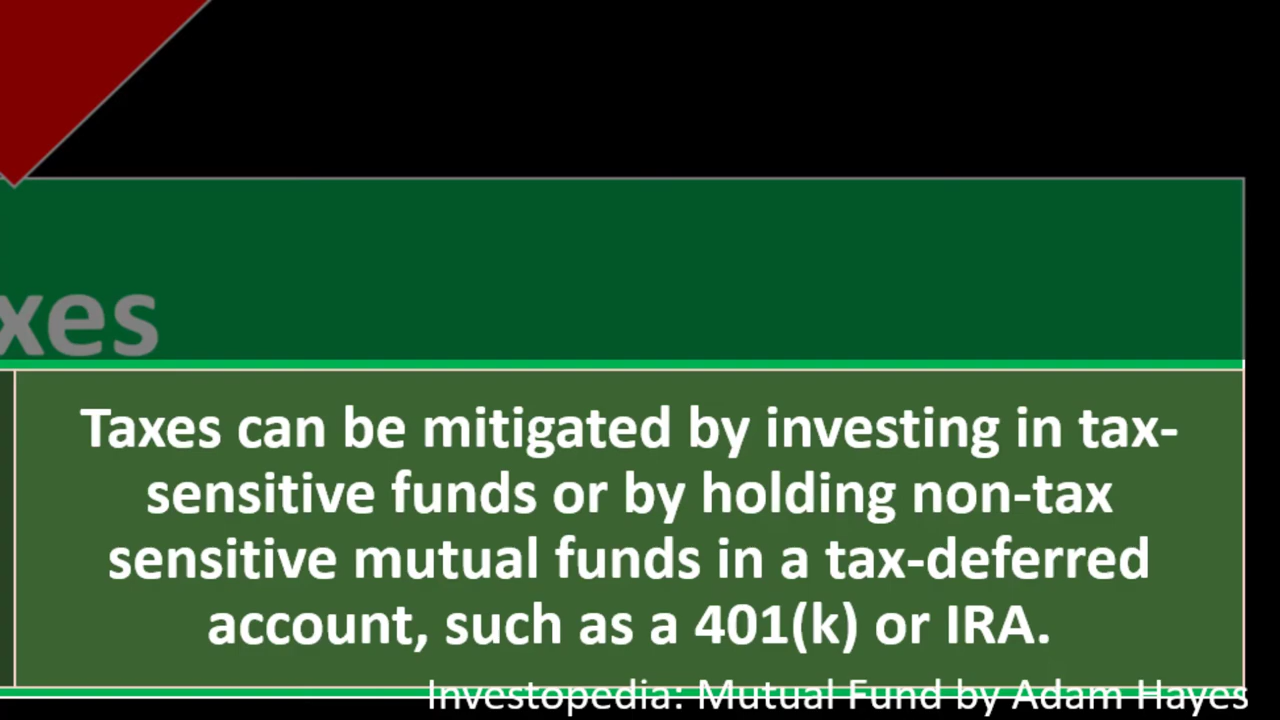 xes
Taxes can be mitigated by investing in tax-
sensitive funds or by holding non-tax
sensitive mutual funds in a tax-deferred
account, such as a 401(k) or IRA.
Investopedia: Mutual Fund by Adam Hayes